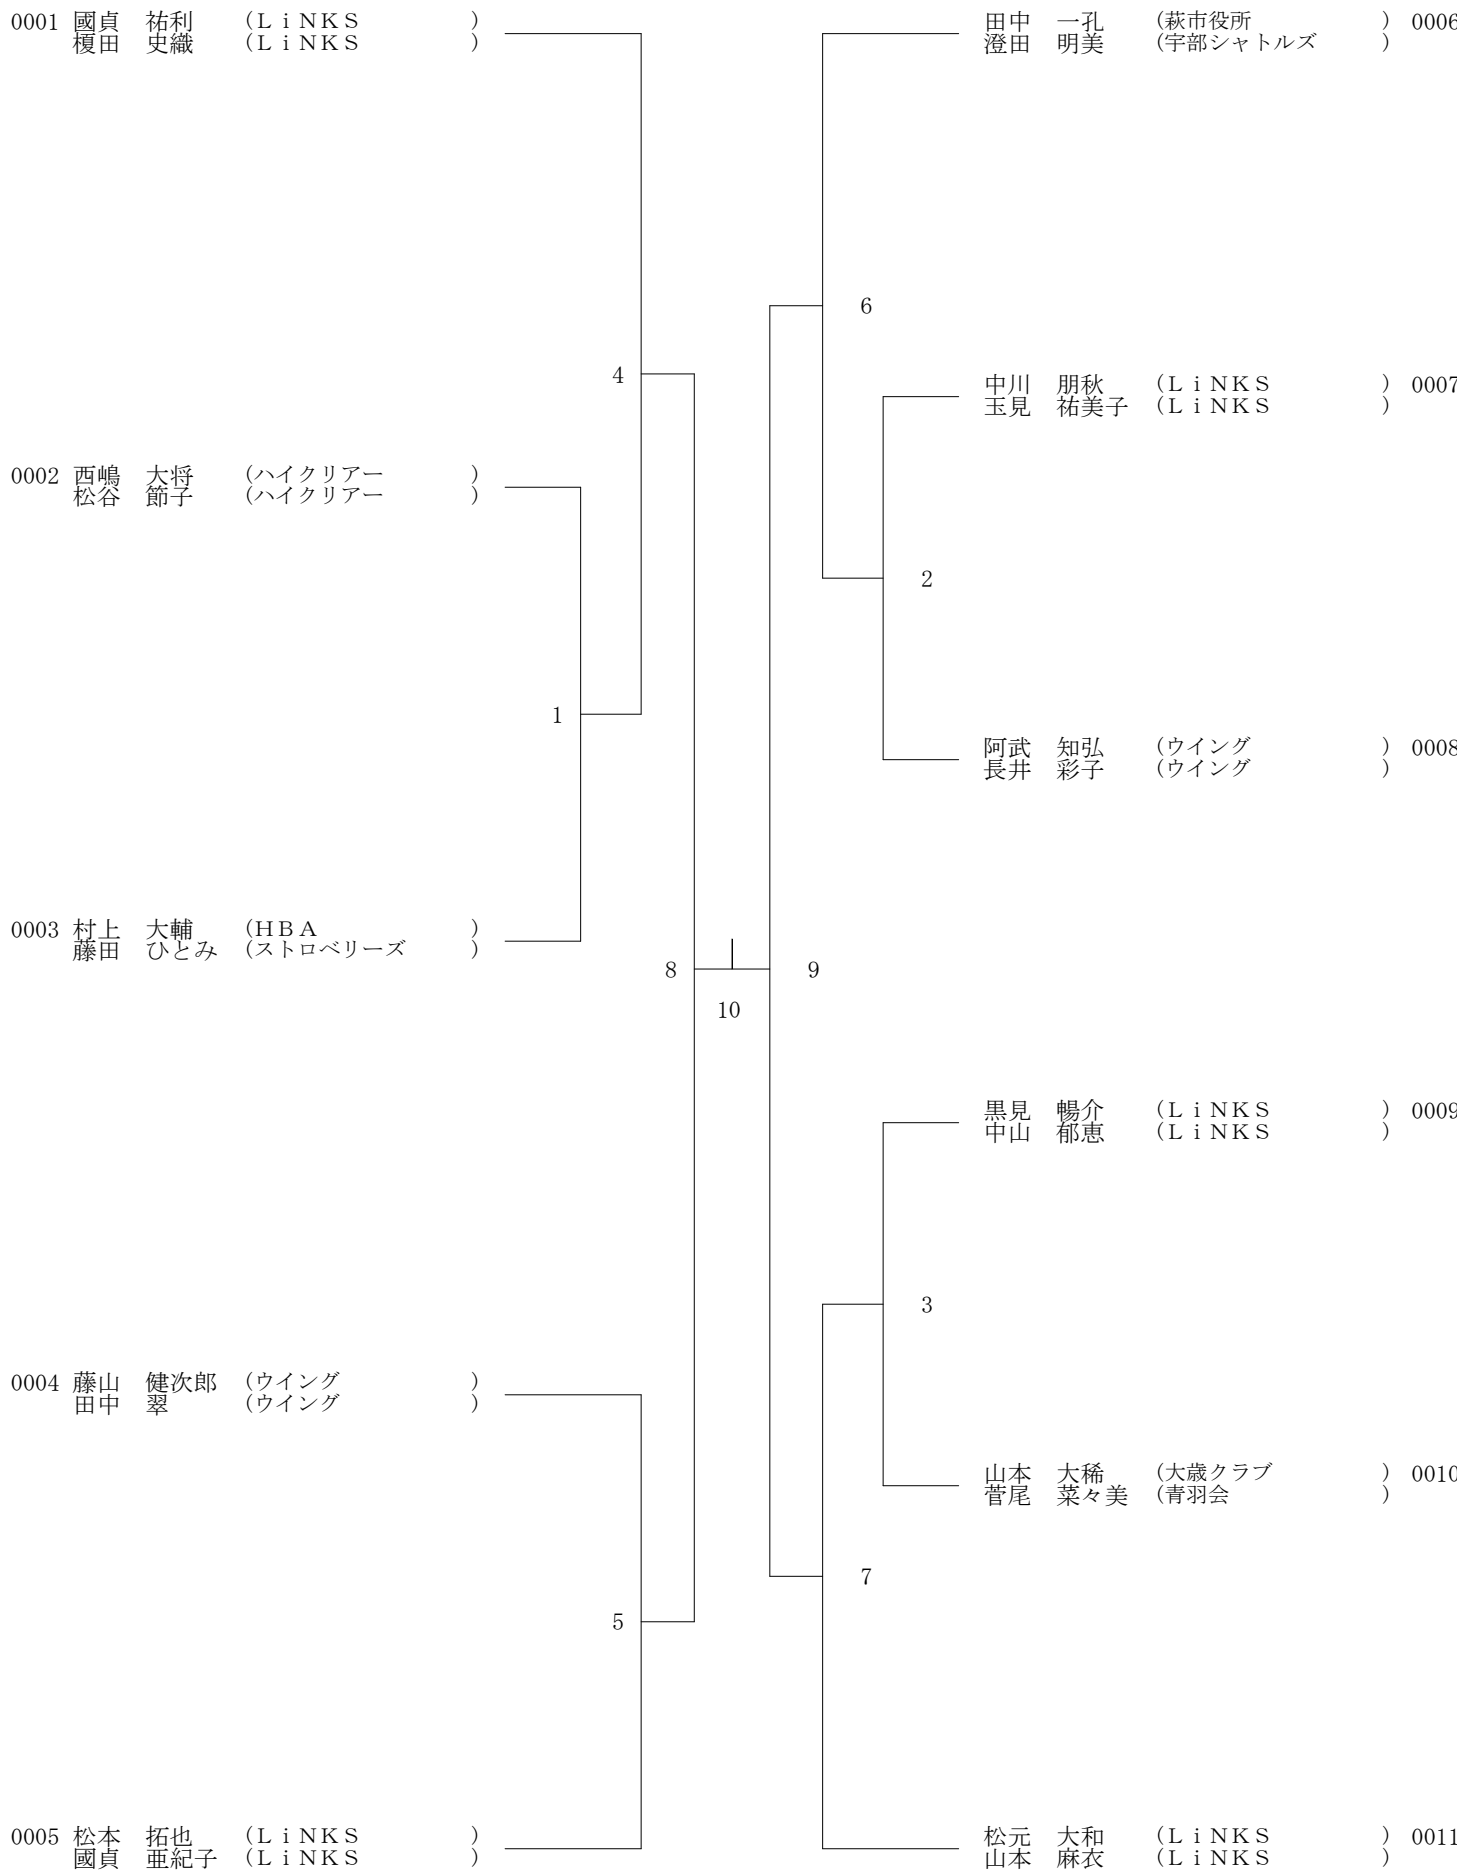 0001 國貞　祐利　(ＬｉＮＫＳ　)
榎田　史織　(ＬｉＮＫＳ　)
4
0002 西嶋　大将　(ハイクリアー　)
松谷　節子　(ハイクリアー　)
1
0003 村上　大輔　(ＨＢＡ　)
藤田　ひとみ　(ストロベリーズ　)
8
10
0004 藤山　健次郎　(ウイング　)
田中　翠　(ウイング　)
5
0005 松本　拓也　(ＬｉＮＫＳ　)
國貞　亜紀子　(ＬｉＮＫＳ　)
田中　一孔　(萩市役所　) 0006
澄田　明美　(宇部シャトルズ　)
6
中川　朋秋　(ＬｉＮＫＳ　) 0007
玉見　祐美子　(ＬｉＮＫＳ　)
2
阿武　知弘　(ウイング　) 0008
長井　彩子　(ウイング　)
9
黒見　暢介　(ＬｉＮＫＳ　) 0009
中山　郁恵　(ＬｉＮＫＳ　)
3
山本　大稀　(大歳クラブ　) 0010
菅尾　菜々美　(青羽会　)
7
松元　大和　(ＬｉＮＫＳ　) 0011
山本　麻衣　(ＬｉＮＫＳ　)